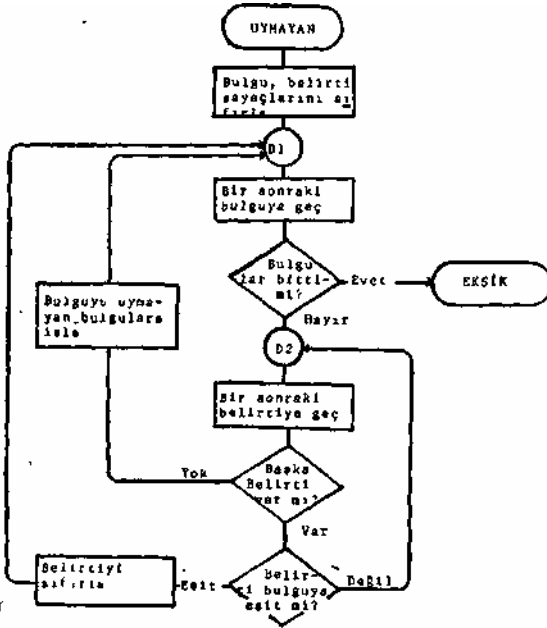 UYMAYAN
Bulgu, belirti
sayaçlarını sı
fırla
D1
Bir sonraki
bulguya geç
Bulgu
lar bitti-
mi?
Evet
EKSİK
Hayır
Bulguyu uyma-
yan bulgulara
isle
D2
Bir sonraki
belirtiye geç
Yok
Başka
Belirti
var mı?
Var
Belirtiyi
sıfırla
Eşit
Belir-
ti bulguya
eşit mi?
Değil